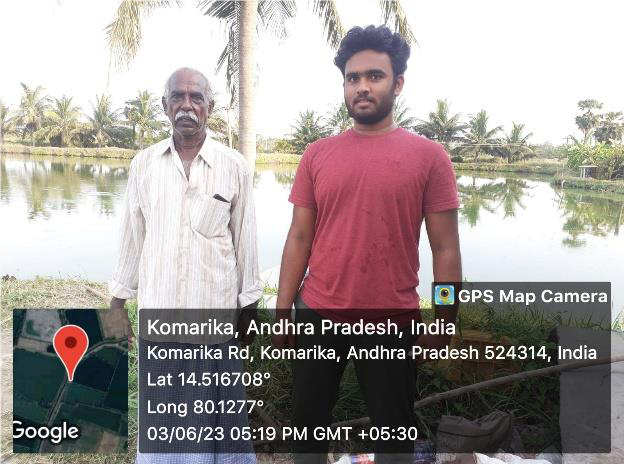 GPS Map Camera
Komarika, Andhra Pradesh, India
Komarika Rd, Komarika, Andhra Pradesh 524314, India
Lat 14.516708°
Long 80.1277°
03/06/23 05:19 PM GMT +05:30
Google